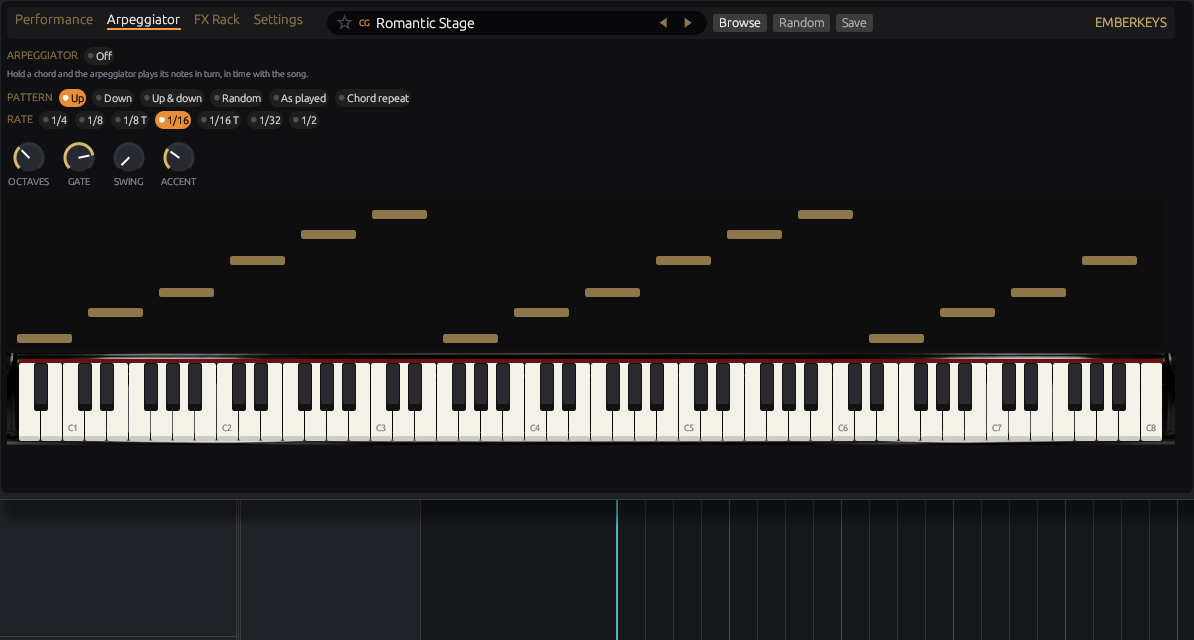 Performance Arpeggiator FX Rack Settings CG Romantic Stage Browse Random Save EMBERKEYS
ARPEGGIATOR Off
Hold a chord and the arpeggiator plays its notes in turn, in time with the song.
PATTERN Up Down Up & down Random As played Chord repeat
RATE 1/4 1/8 1/8 T 1/16 1/16 T 1/32 1/2
OCTAVES GATE SWING ACCENT
C1 C2 C3 C4 C5 C6 C7 C8